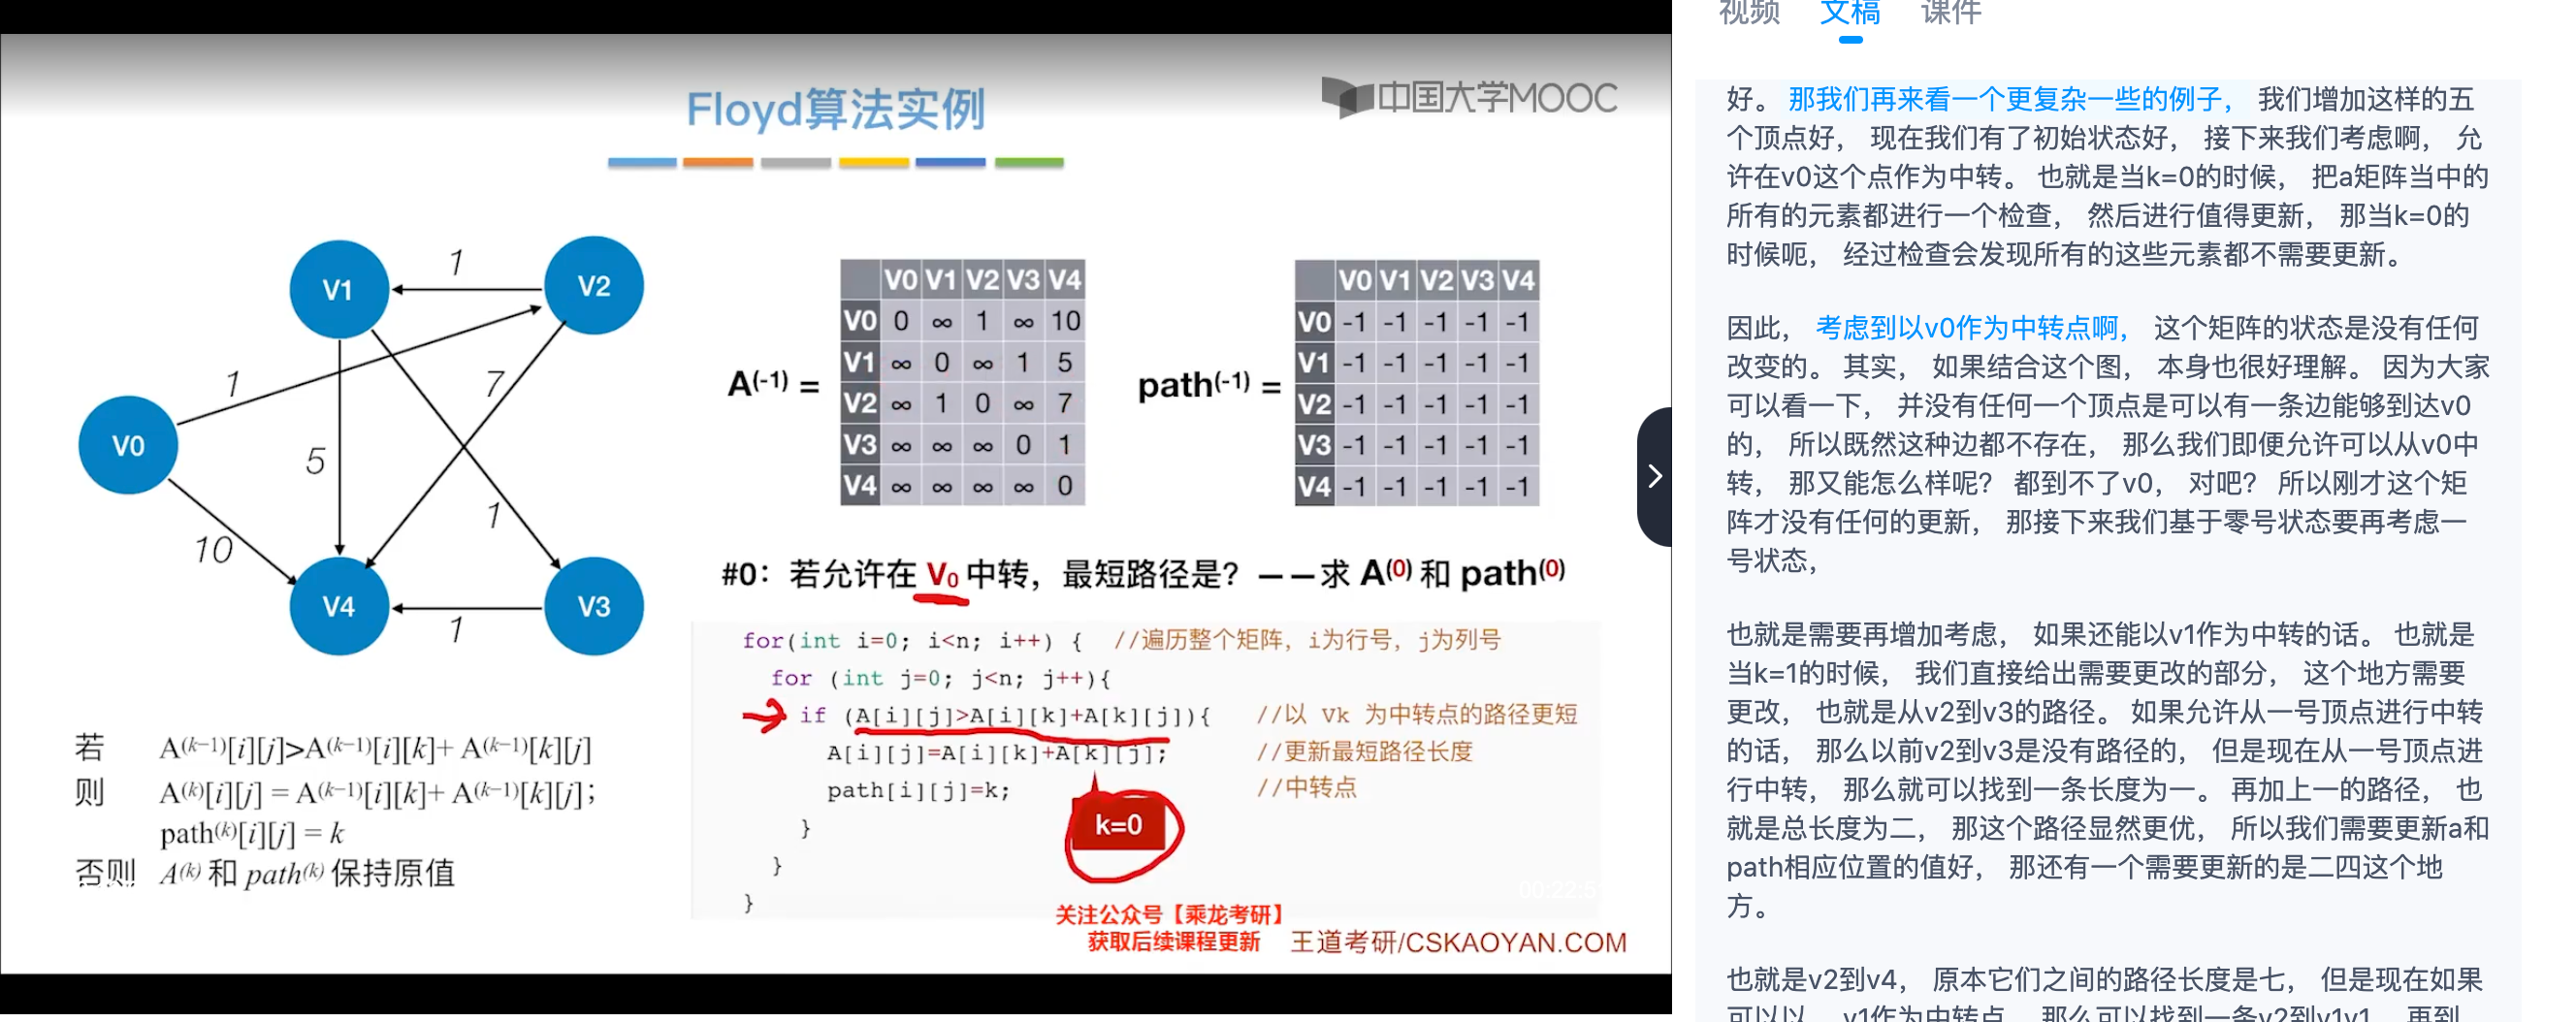 Floyd算法实例
中国大学MOOC
V1
V2
V0
V4
V3
1
1
7
5
1
10
1
A(-1) =
V0 V1 V2 V3 V4
V0 0 ∞ 1 ∞ 10
V1 ∞ 0 ∞ 1 5
V2 ∞ 1 0 ∞ 7
V3 ∞ ∞ ∞ 0 1
V4 ∞ ∞ ∞ ∞ 0
path(-1) =
V0 V1 V2 V3 V4
V0 -1 -1 -1 -1 -1
V1 -1 -1 -1 -1 -1
V2 -1 -1 -1 -1 -1
V3 -1 -1 -1 -1 -1
V4 -1 -1 -1 -1 -1
#0：若允许在 V0 中转，最短路径是？——求 A(0) 和 path(0)
for(int i=0; i<n; i++) { //遍历整个矩阵，i为行号，j为列号
for (int j=0; j<n; j++){
if (A[i][j]>A[i][k]+A[k][j]){ //以 Vk 为中转点的路径更短
A[i][j]=A[i][k]+A[k][j]; //更新最短路径长度
path[i][j]=k; //中转点
}
}
}
k=0
若 A(k−1)[i][j]>A(k−1)[i][k]+ A(k−1)[k][j]
则 A(k)[i][j] = A(k−1)[i][k]+ A(k−1)[k][j];
path(k)[i][j] = k
否则 A(k) 和 path(k) 保持原值
00:22:5
关注公众号【乘龙考研】
获取后续课程更新
王道考研/CSKAOYAN.COM
视频 文稿 课件
好。 那我们再来看一个更复杂一些的例子， 我们增加这样的五
个顶点好， 现在我们有了初始状态好， 接下来我们考虑啊， 允
许在v0这个点作为中转。 也就是当k=0的时候， 把a矩阵当中的
所有的元素都进行一个检查， 然后进行值得更新， 那当k=0的
时候呃， 经过检查会发现所有的这些元素都不需要更新。
因此， 考虑到以v0作为中转点啊， 这个矩阵的状态是没有任何
改变的。 其实， 如果结合这个图， 本身也很好理解。 因为大家
可以看一下， 并没有任何一个顶点是可以有一条边能够到达v0
的， 所以既然这种边都不存在， 那么我们即便允许可以从v0中
转， 那又能怎么样呢？ 都到不了v0， 对吧？ 所以刚才这个矩
阵才没有任何的更新， 那接下来我们基于零号状态要再考虑一
号状态，
也就是需要再增加考虑， 如果还能以v1作为中转的话。 也就是
当k=1的时候， 我们直接给出需要更改的部分， 这个地方需要
更改， 也就是从v2到v3的路径。 如果允许从一号顶点进行中转
的话， 那么以前v2到v3是没有路径的， 但是现在从一号顶点进
行中转， 那么就可以找到一条长度为一。 再加上一的路径， 也
就是总长度为二， 那这个路径显然更优， 所以我们需要更新a和
path相应位置的值好， 那还有一个需要更新的是二四这个地
方。
也就是v2到v4， 原本它们之间的路径长度是七， 但是现在如果
可以以， v1作为中转点， 那么可以找到一条v2到v1v1， 再到